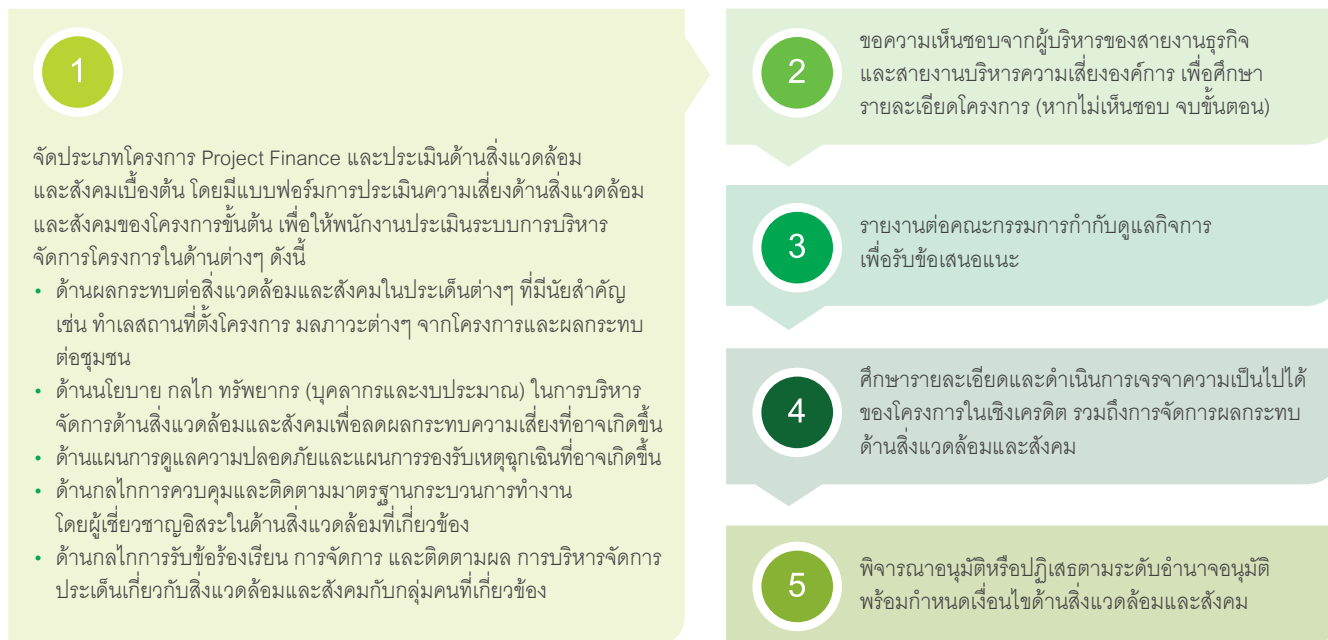 1
จัดประเภทโครงการ Project Finance และประเมินด้านสิ่งแวดล้อม
และสังคมเบื้องต้น โดยมีแบบฟอร์มการประเมินความเสี่ยงด้านสิ่งแวดล้อม
และสังคมของโครงการขั้นต้น เพื่อให้พนักงานประเมินระบบการบริหาร
จัดการโครงการในด้านต่างๆ ดังนี้
• ด้านผลกระทบต่อสิ่งแวดล้อมและสังคมในประเด็นต่างๆ ที่มีนัยสำคัญ
เช่น ทำเลสถานที่ตั้งโครงการ มลภาวะต่างๆ จากโครงการและผลกระทบ
ต่อชุมชน
• ด้านนโยบาย กลไก ทรัพยากร (บุคลากรและงบประมาณ) ในการบริหาร
จัดการด้านสิ่งแวดล้อมและสังคมเพื่อลดผลกระทบความเสี่ยงที่อาจเกิดขึ้น
• ด้านแผนการดูแลความปลอดภัยและแผนการรองรับเหตุฉุกเฉินที่อาจเกิดขึ้น
• ด้านกลไกการควบคุมและติดตามมาตรฐานกระบวนการทำงาน
โดยผู้เชี่ยวชาญอิสระในด้านสิ่งแวดล้อมที่เกี่ยวข้อง
• ด้านกลไกการรับข้อร้องเรียน การจัดการ และติดตามผล การบริหารจัดการ
ประเด็นเกี่ยวกับสิ่งแวดล้อมและสังคมกับกลุ่มคนที่เกี่ยวข้อง
2
ขอความเห็นชอบจากผู้บริหารของสายงานธุรกิจ
และสายงานบริหารความเสี่ยงองค์การ เพื่อศึกษา
รายละเอียดโครงการ (หากไม่เห็นชอบ จบขั้นตอน)
3
รายงานต่อคณะกรรมการกำกับดูแลกิจการ
เพื่อรับข้อเสนอแนะ
4
ศึกษารายละเอียดและดำเนินการเจรจาความเป็นไปได้
ของโครงการในเชิงเครดิต รวมถึงการจัดการผลกระทบ
ด้านสิ่งแวดล้อมและสังคม
5
พิจารณาอนุมัติหรือปฏิเสธตามระดับอำนาจอนุมัติ
พร้อมกำหนดเงื่อนไขด้านสิ่งแวดล้อมและสังคม